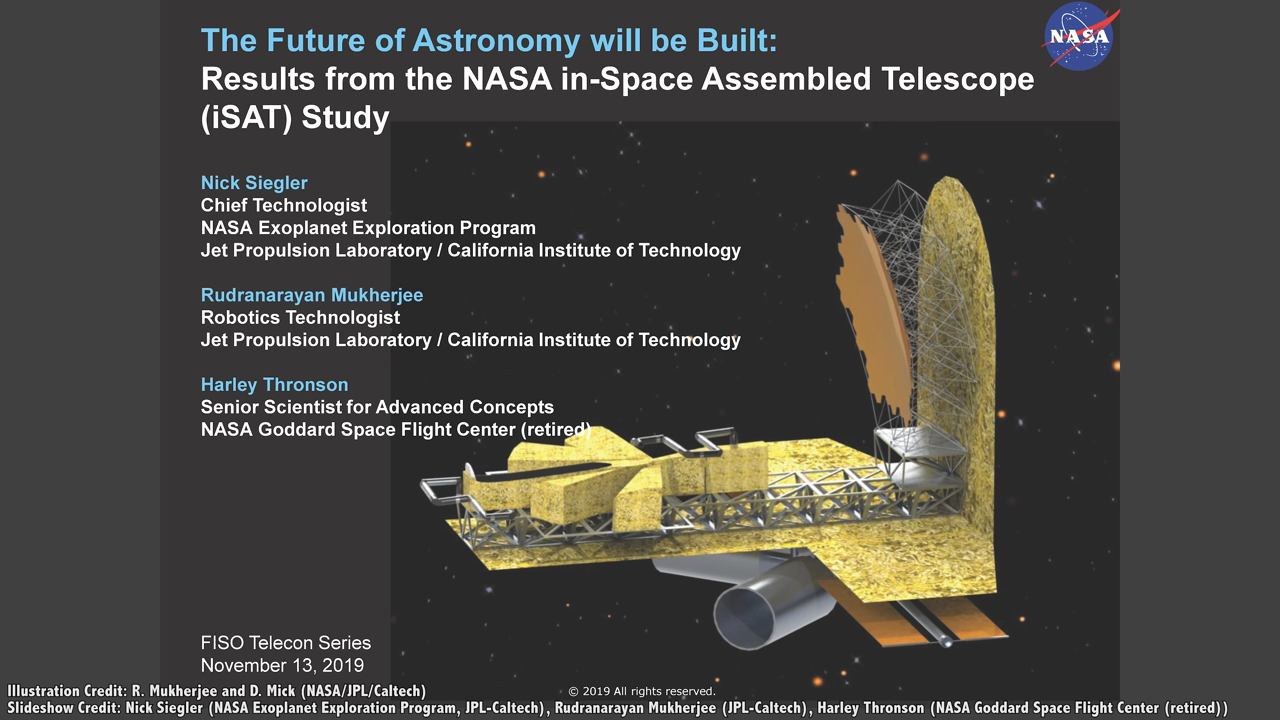 The Future of Astronomy will be Built:
Results from the NASA in-Space Assembled Telescope
(iSAT) Study
NASA
Nick Siegler
Chief Technologist
NASA Exoplanet Exploration Program
Jet Propulsion Laboratory / California Institute of Technology
Rudranarayan Mukherjee
Robotics Technologist
Jet Propulsion Laboratory / California Institute of Technology
Harley Thronson
Senior Scientist for Advanced Concepts
NASA Goddard Space Flight Center (retired)
FISO Telecon Series
November 13, 2019
Illustration Credit: R. Mukherjee and D. Mick (NASA/JPL/Caltech)
© 2019 All rights reserved.
Slideshow Credit: Nick Siegler (NASA Exoplanet Exploration Program, JPL-Caltech), Rudranarayan Mukherjee (JPL-Caltech), Harley Thronson (NASA Goddard Space Flight Center (retired))